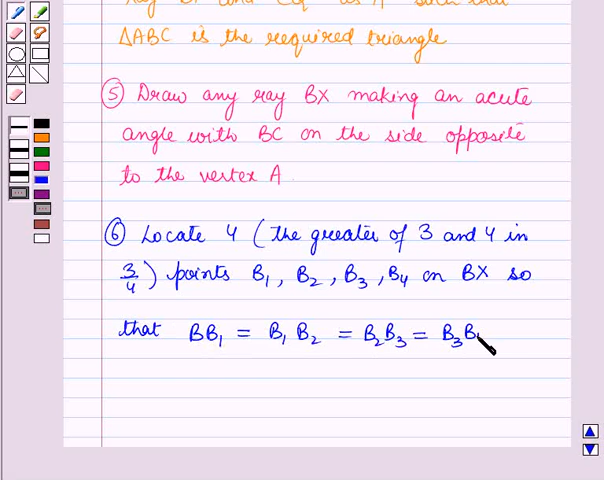 △ABC is the required triangle
⑤ Draw any ray BX making an acute
angle with BC on the side opposite
to the vertex A
⑥ Locate 4 (the greater of 3 and 4 in
3/4) points B₁, B₂, B₃, B₄ on BX so
that BB₁ = B₁B₂ = B₂B₃ = B₃B